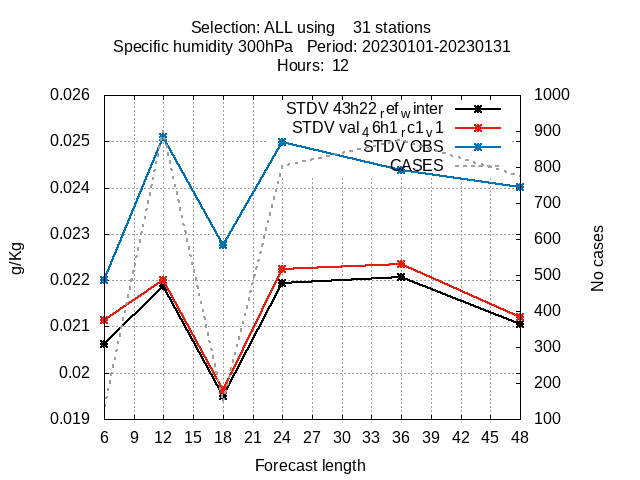 Selection: ALL using    31 stations
Specific humidity 300hPa   Period: 20230101-20230131
Hours:  12
0.026
0.025
0.024
0.023
0.022
0.021
0.02
0.019
g/Kg
STDV 43h22refwinter
STDV val46h1rc1v1
STDV OBS
CASES
1000
900
800
700
600
500
400
300
200
100
No cases
6 9 12 15 18 21 24 27 30 33 36 39 42 45 48
Forecast length